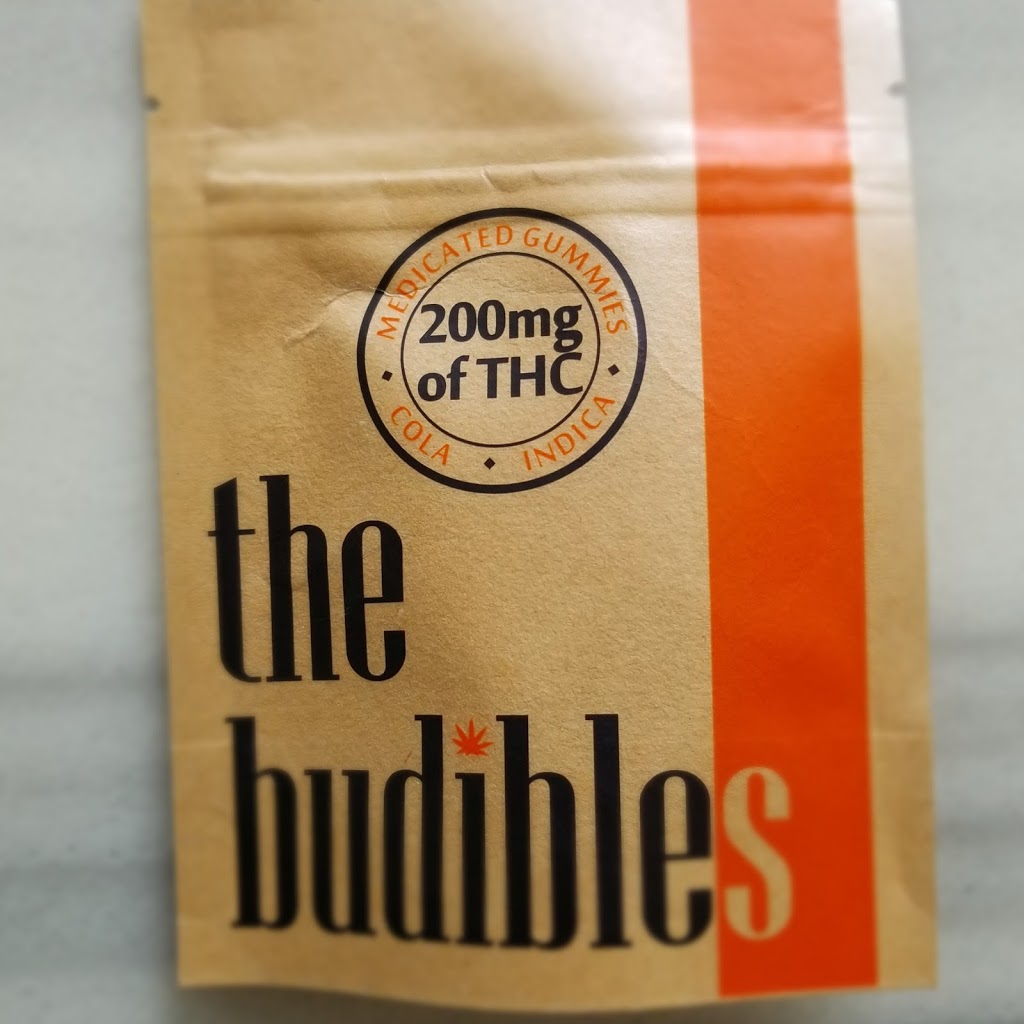 MEDICATED GUMMIES
200mg
of THC
COLA ◆ INDICA
the
budibles